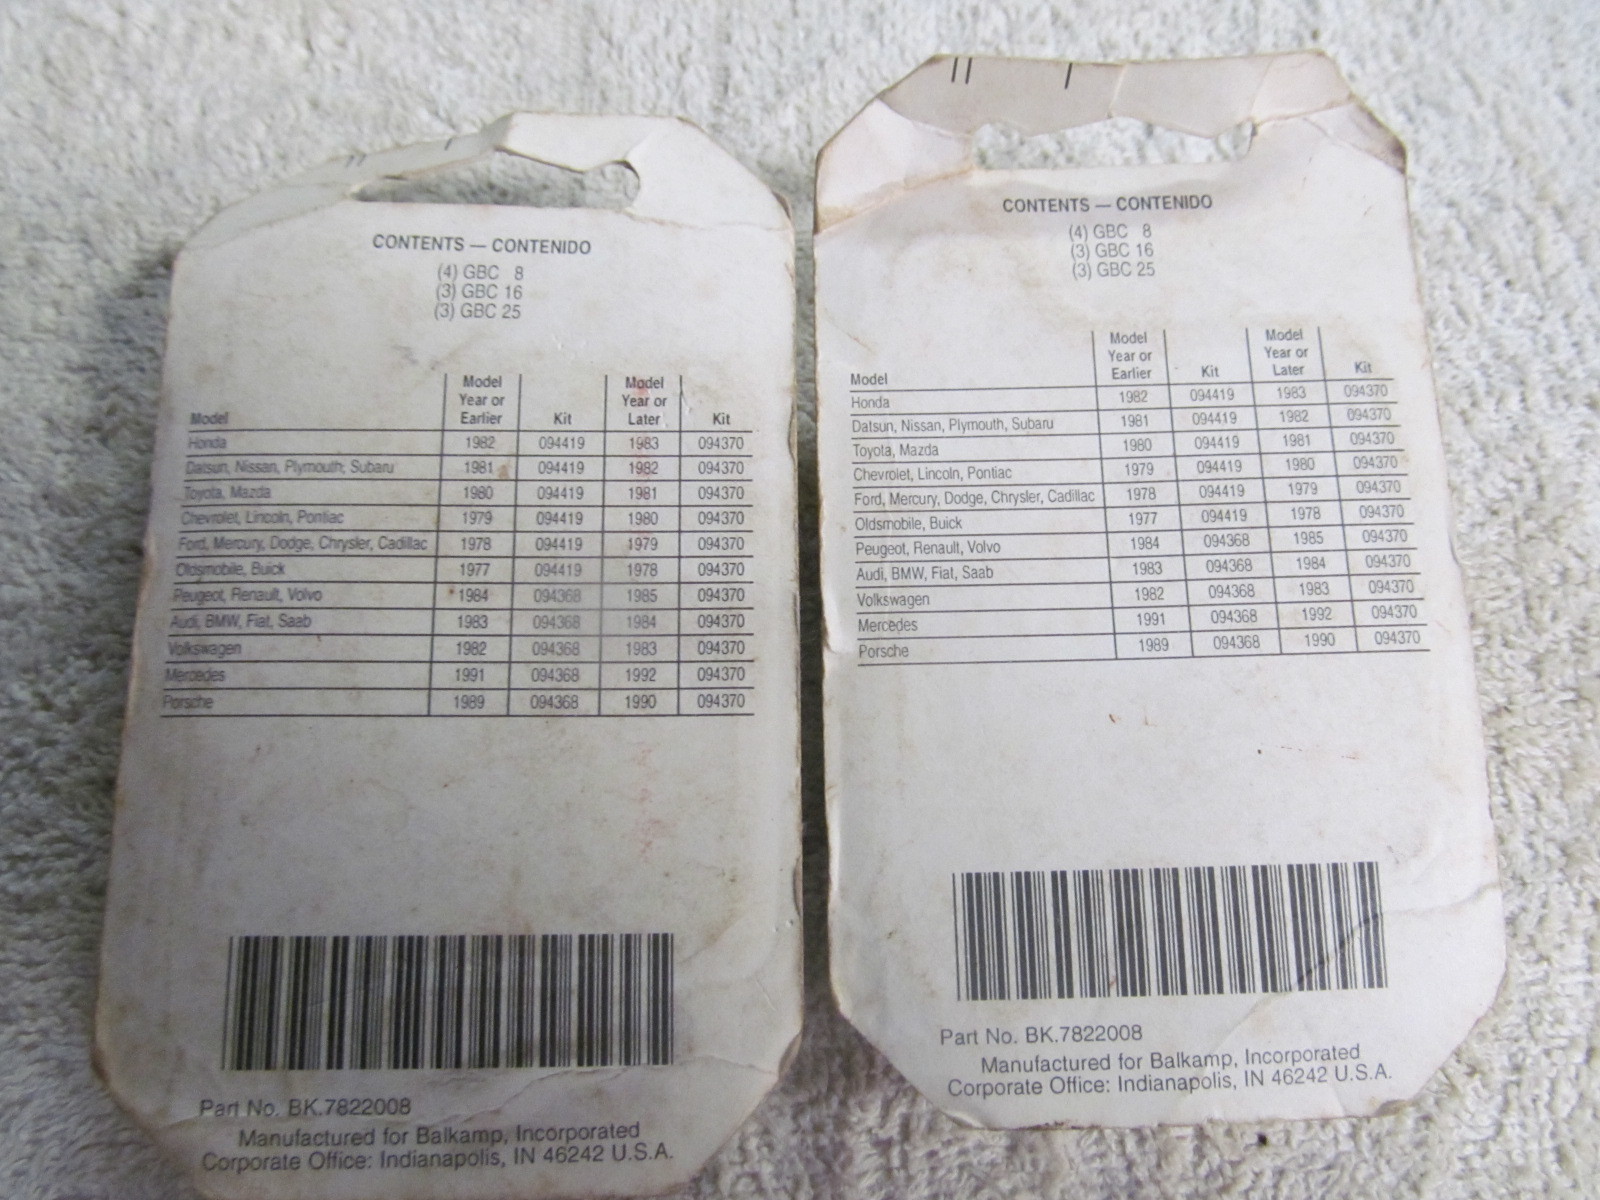 CONTENTS — CONTENIDO
(4) GBC 8
(3) GBC 16
(3) GBC 25
Model Model Year or Earlier Kit Model Year or Later Kit
Honda 1982 094419 1983 094370
Datsun, Nissan, Plymouth, Subaru 1981 094419 1982 094370
Toyota, Mazda 1980 094419 1981 094370
Chevrolet, Lincoln, Pontiac 1979 094419 1980 094370
Ford, Mercury, Dodge, Chrysler, Cadillac 1978 094419 1979 094370
Oldsmobile, Buick 1977 094419 1978 094370
Peugeot, Renault, Volvo 1984 094368 1985 094370
Audi, BMW, Fiat, Saab 1983 094368 1984 094370
Volkswagen 1982 094368 1983 094370
Mercedes 1991 094368 1992 094370
Porsche 1989 094368 1990 094370
Part No. BK.7822008
Manufactured for Balkamp, Incorporated
Corporate Office: Indianapolis, IN 46242 U.S.A.
CONTENTS — CONTENIDO
(4) GBC 8
(3) GBC 16
(3) GBC 25
Model Model Year or Earlier Kit Model Year or Later Kit
Honda 1982 094419 1983 094370
Datsun, Nissan, Plymouth, Subaru 1981 094419 1982 094370
Toyota, Mazda 1980 094419 1981 094370
Chevrolet, Lincoln, Pontiac 1979 094419 1980 094370
Ford, Mercury, Dodge, Chrysler, Cadillac 1978 094419 1979 094370
Oldsmobile, Buick 1977 094419 1978 094370
Peugeot, Renault, Volvo 1984 094368 1985 094370
Audi, BMW, Fiat, Saab 1983 094368 1984 094370
Volkswagen 1982 094368 1983 094370
Mercedes 1991 094368 1992 094370
Porsche 1989 094368 1990 094370
Part No. BK.7822008
Manufactured for Balkamp, Incorporated
Corporate Office: Indianapolis, IN 46242 U.S.A.